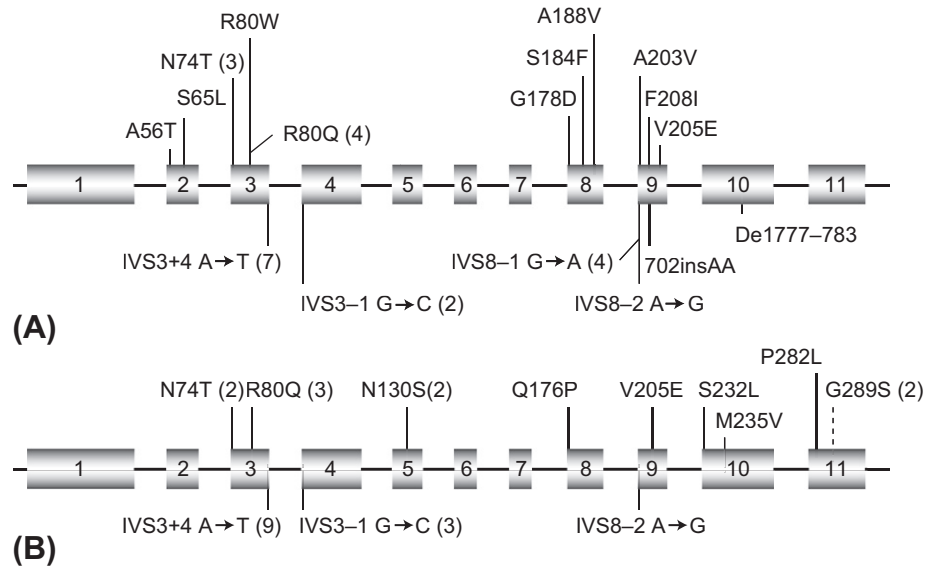 R80W
A188V
N74T (3)
S184F
A203V
S65L
G178D
F208I
A56T
R80Q (4)
V205E
1 2 3 4 5 6 7 8 9 10 11
De1777–783
IVS3+4 A→T (7)
IVS8–1 G→A (4)
702insAA
IVS3–1 G→C (2)
IVS8–2 A→G
(A)
P282L
N74T (2) R80Q (3)
N130S(2)
Q176P
V205E
S232L
G289S (2)
M235V
1 2 3 4 5 6 7 8 9 10 11
IVS3+4 A→T (9)
IVS3–1 G→C (3)
IVS8–2 A→G
(B)